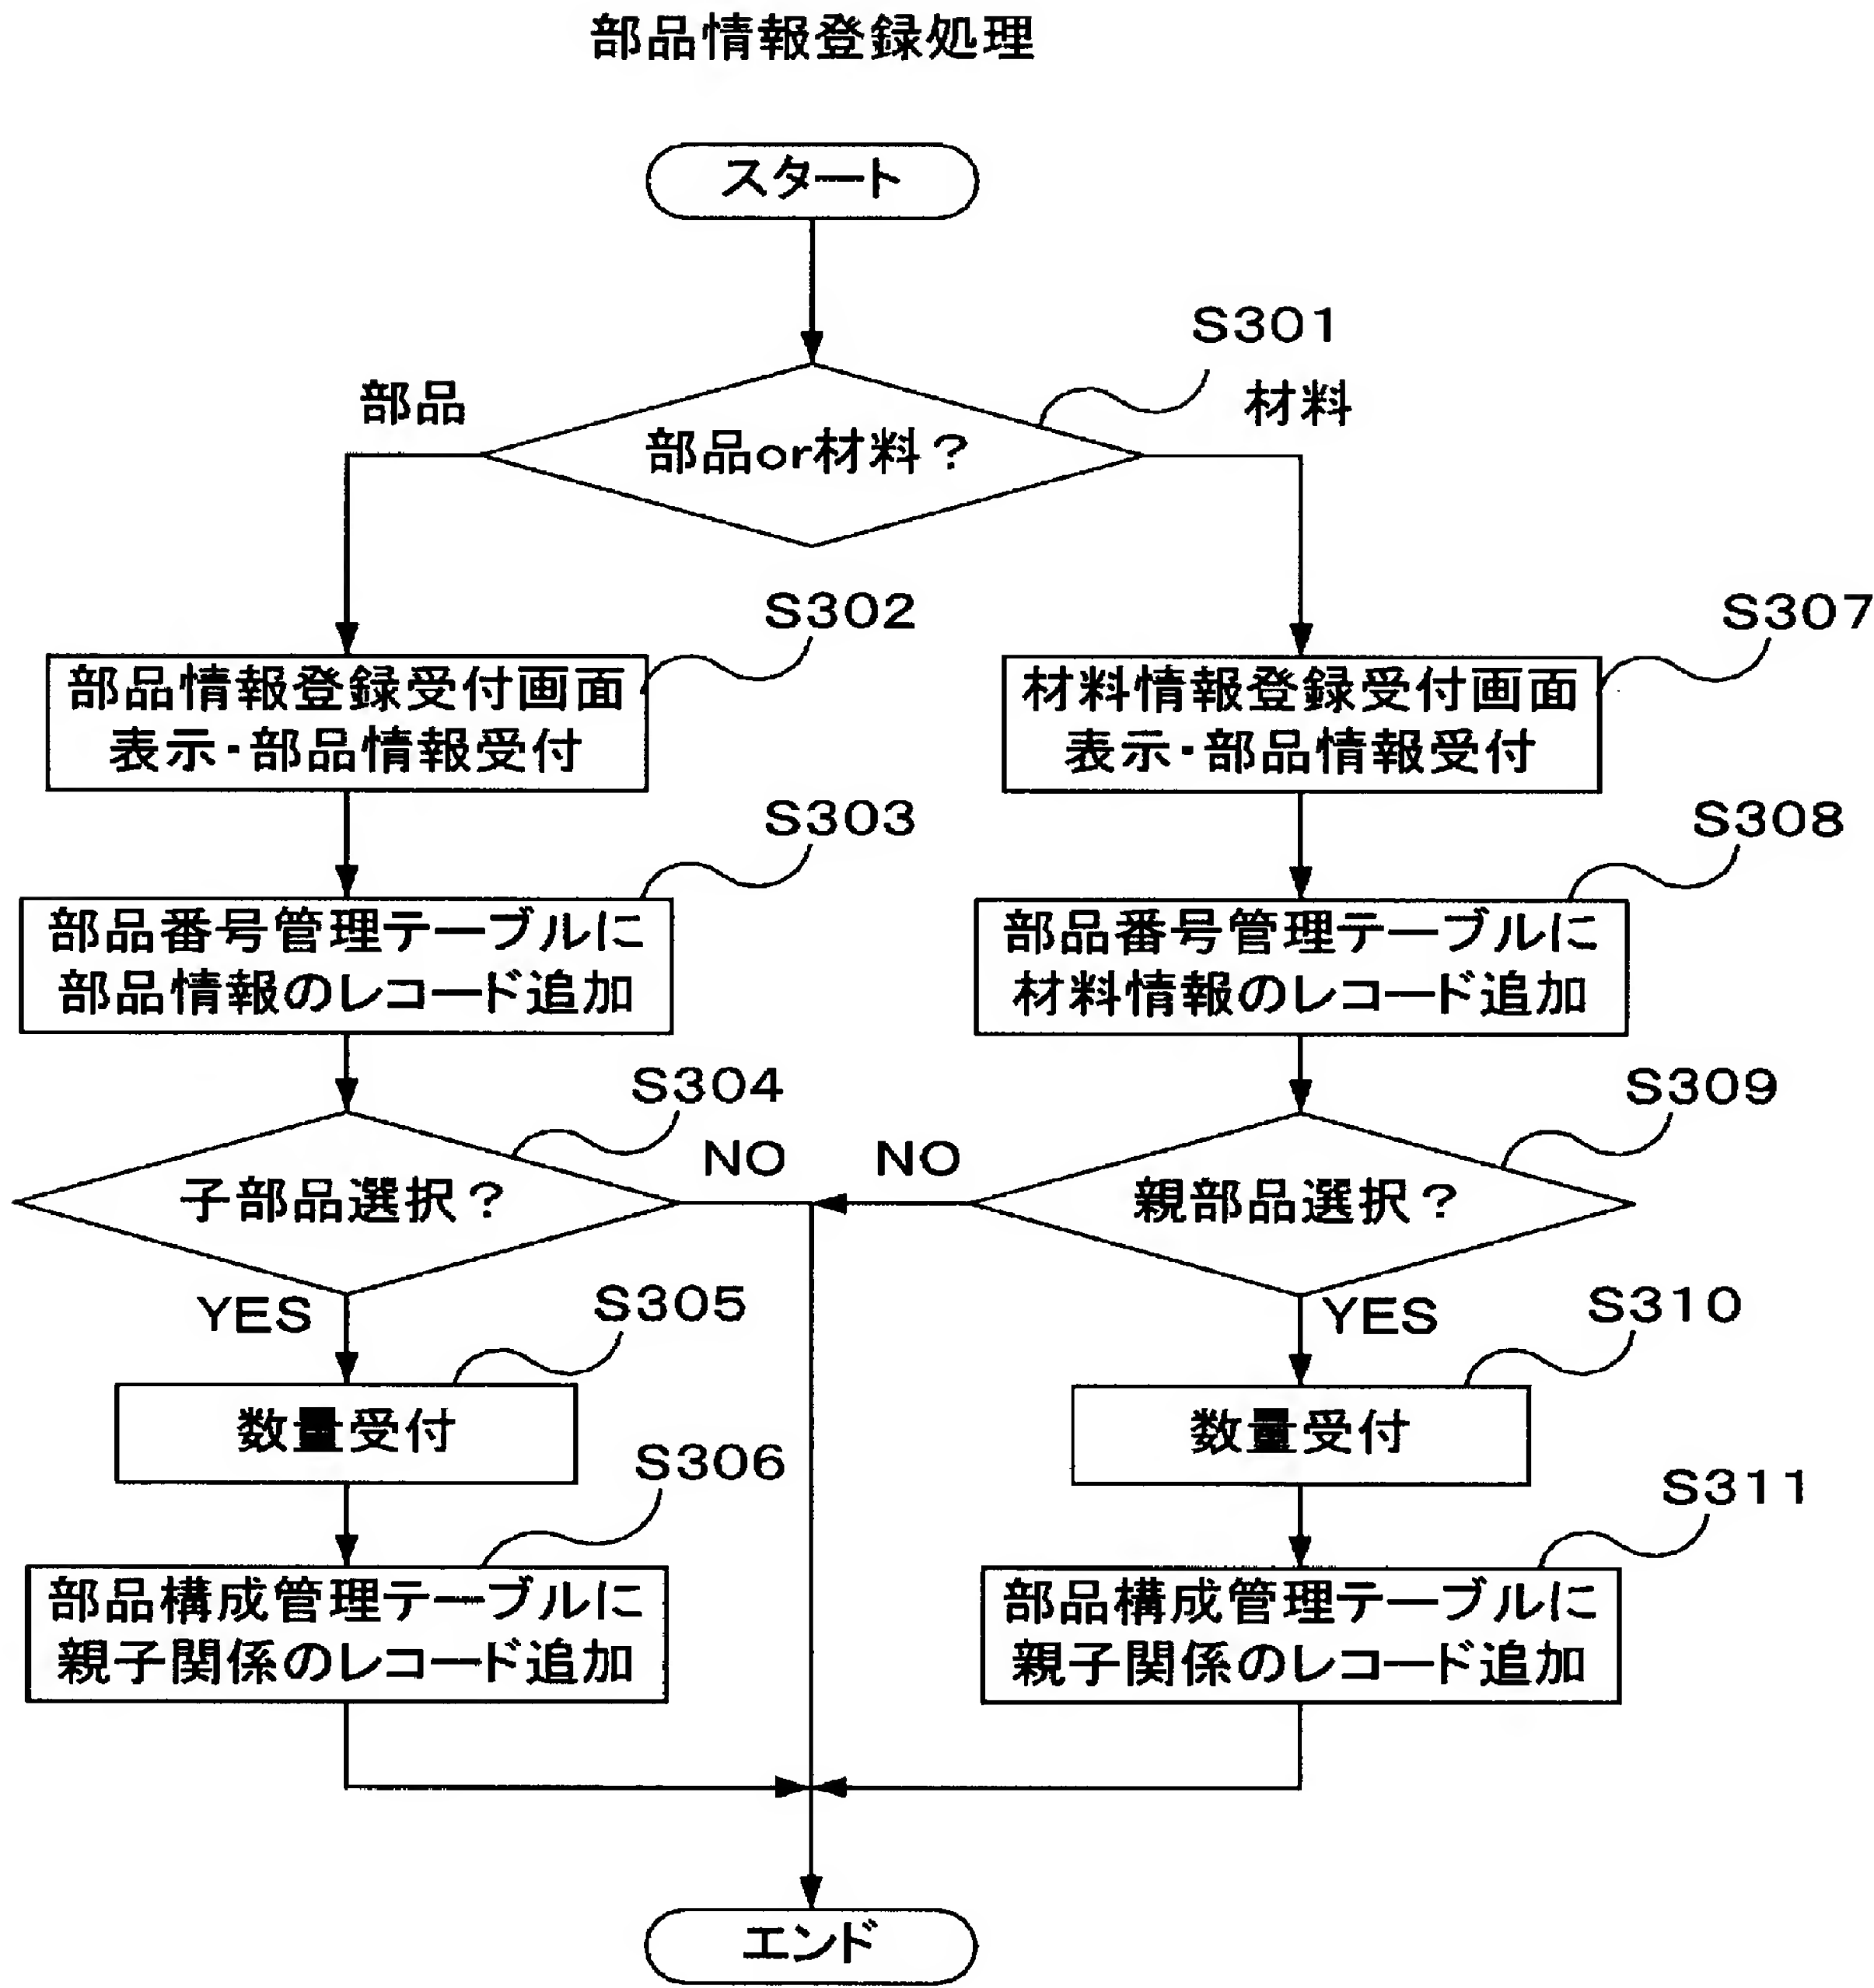 部品情報登録処理
スタート
S301
部品
材料
部品or材料？
S302
S307
部品情報登録受付画面
表示・部品情報受付
材料情報登録受付画面
表示・部品情報受付
S303
S308
部品番号管理テーブルに
部品情報のレコード追加
部品番号管理テーブルに
材料情報のレコード追加
S304
S309
NO
NO
子部品選択？
親部品選択？
YES
S305
YES
S310
数量受付
数量受付
S306
S311
部品構成管理テーブルに
親子関係のレコード追加
部品構成管理テーブルに
親子関係のレコード追加
エンド